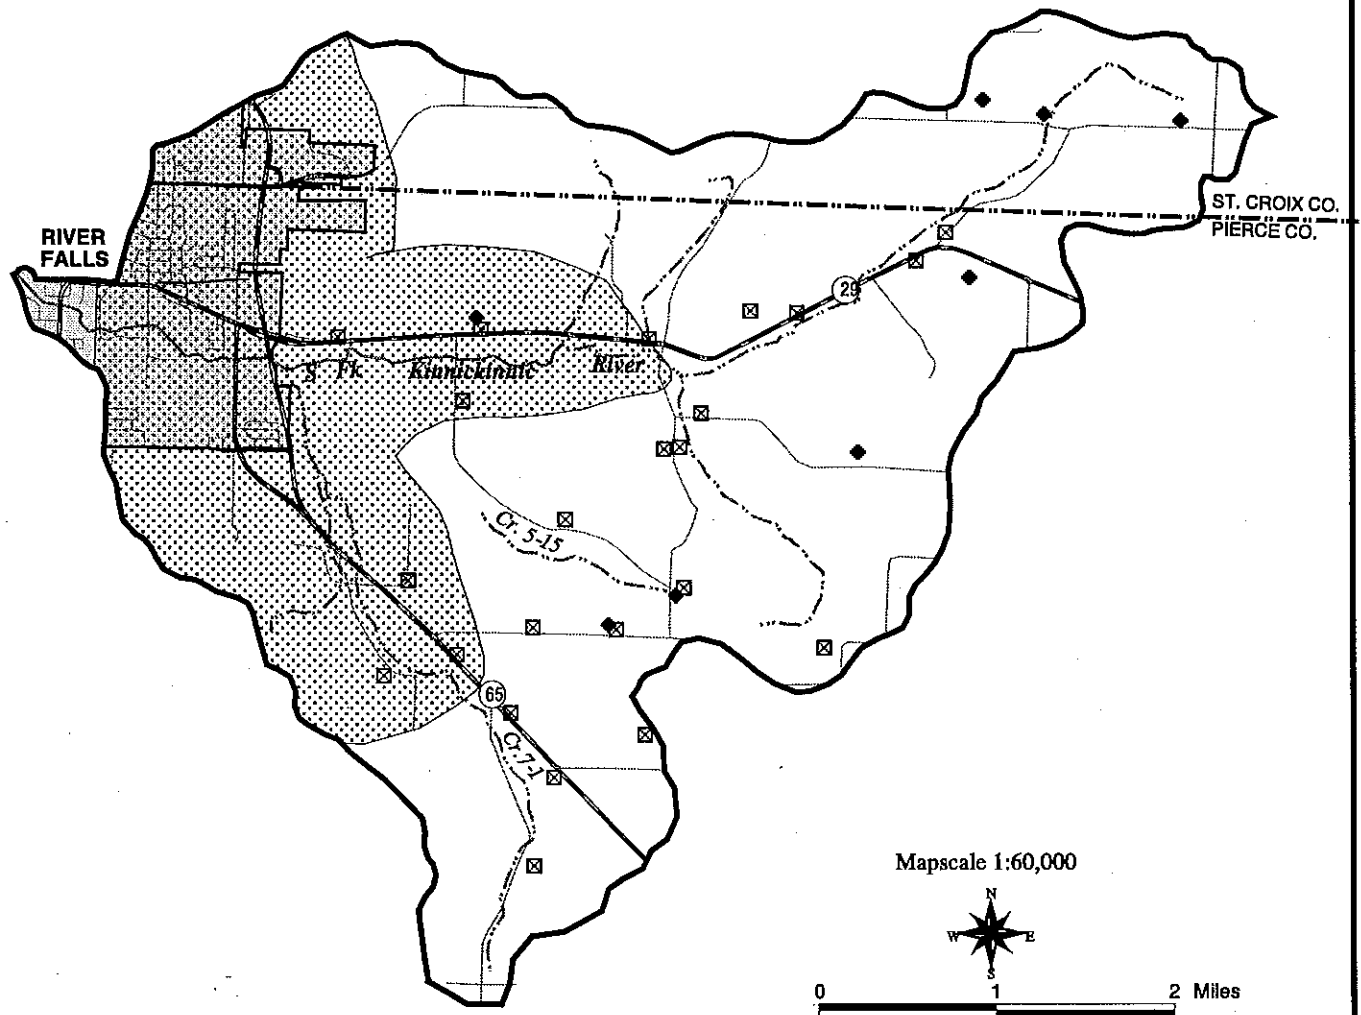 ST. CROIX CO.
PIERCE CO.
RIVER
FALLS
29
S Fk Kinnickinnic River
Cr. 5-15
65
Cr. 7-1
Mapscale 1:60,000
N
W E
S
0 1 2 Miles